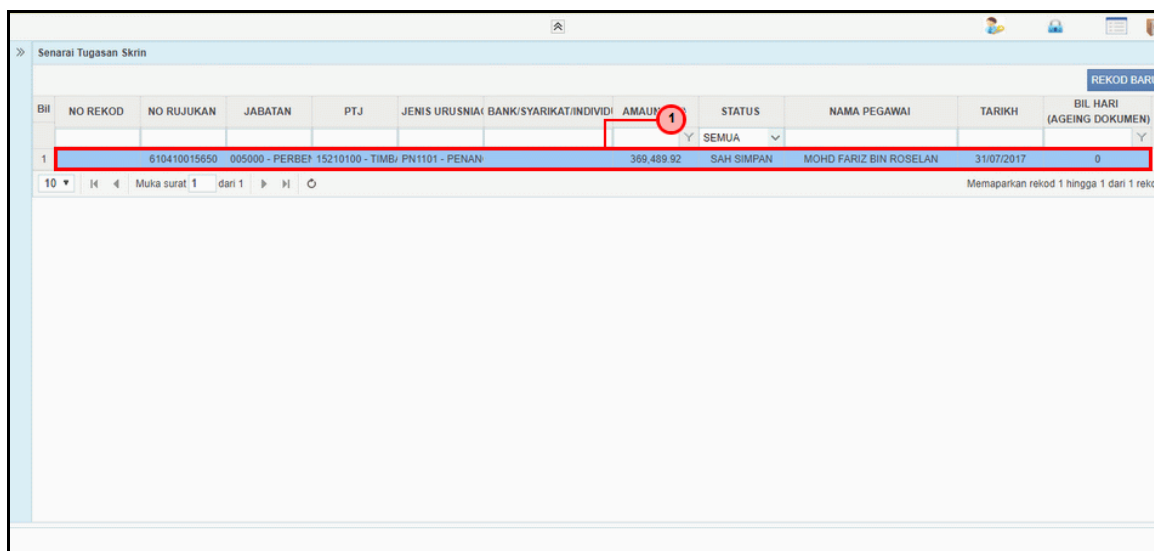 Senarai Tugasan Skrin
REKOD BARU
Bil NO REKOD NO RUJUKAN JABATAN PTJ JENIS URUSNIA BANK/SYARIKAT/INDIVID AMAUN 1 STATUS NAMA PEGAWAI TARIKH BIL HARI (AGEING DOKUMEN)
SEMUA
1 610410015650 005000 - PERBE 15210100 - TIMB PN1101 - PENAN 369,489.92 SAH SIMPAN MOHD FARIZ BIN ROSELAN 31/07/2017 0
10 Muka surat 1 dari 1 Memaparkan rekod 1 hingga 1 dari 1 reko